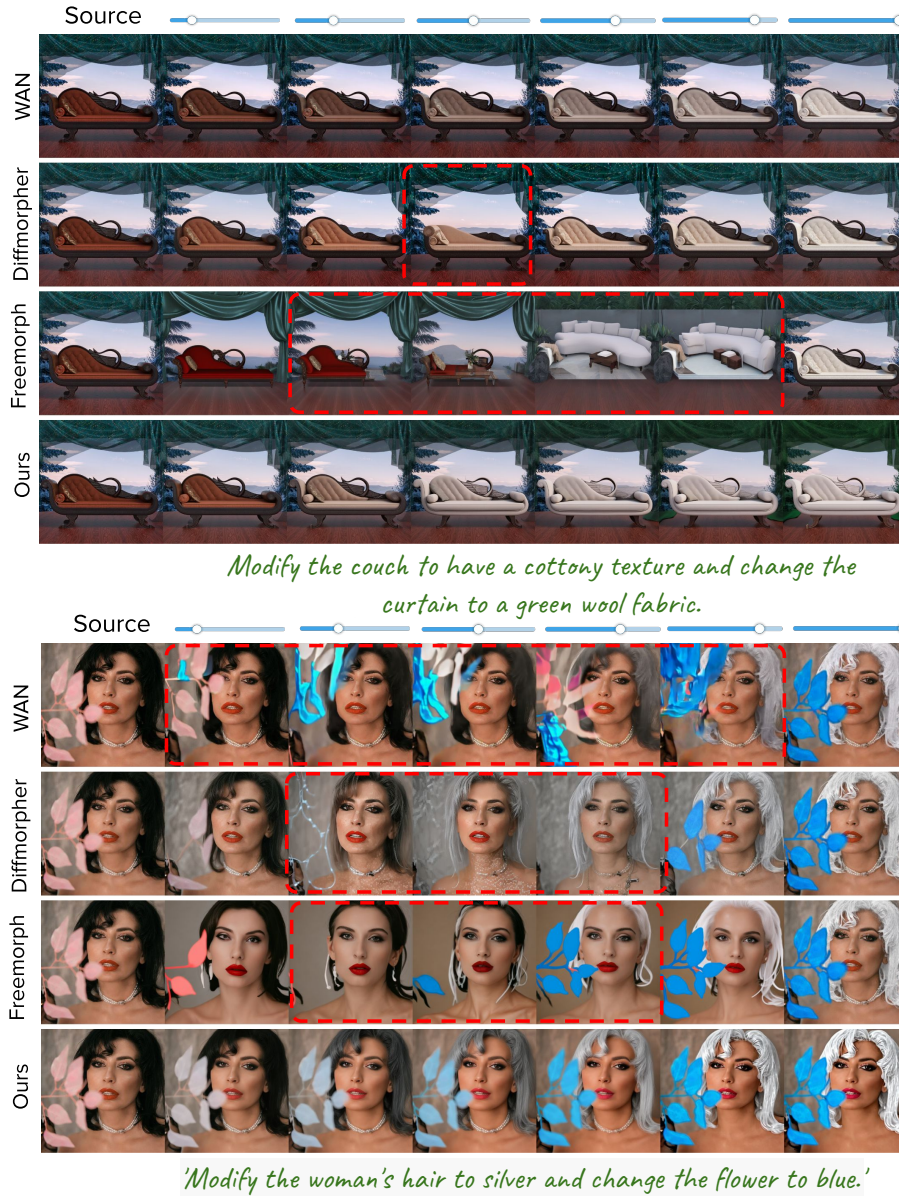 Source
WAN
Diffmorpher
Freemorph
Ours
Modify the couch to have a cottony texture and change the
curtain to a green wool fabric.
Source
WAN
Diffmorpher
Freemorph
Ours
'Modify the woman's hair to silver and change the flower to blue.'